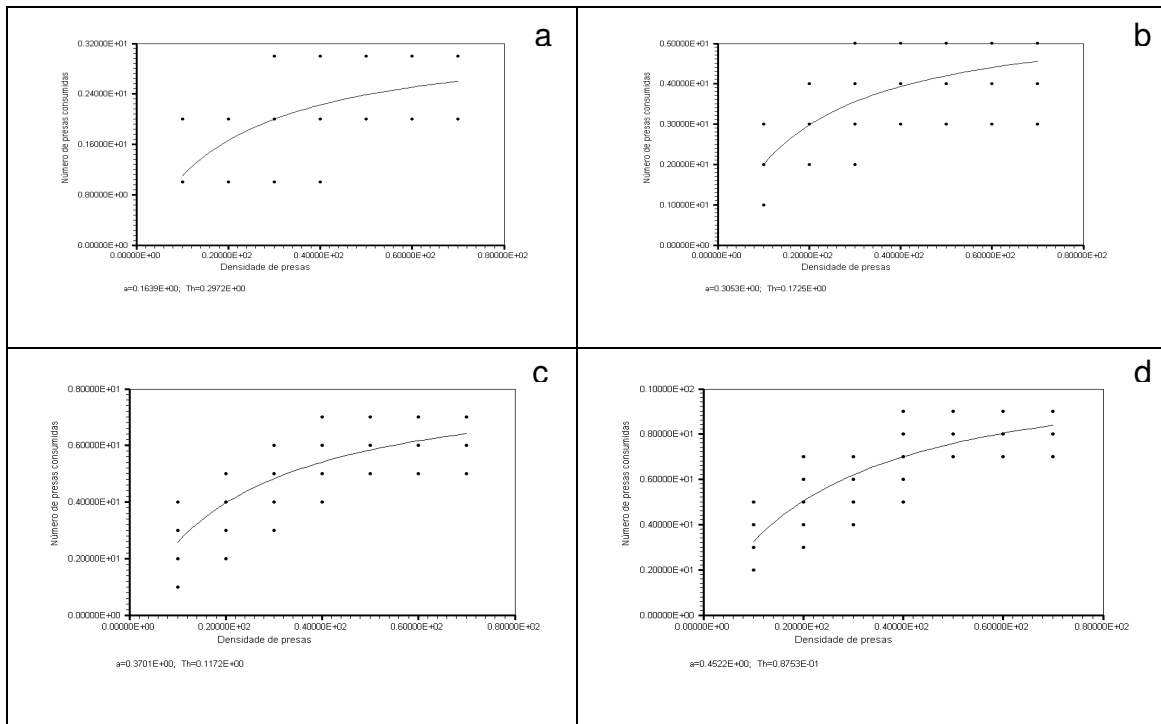 a
0.32000E+01
0.24000E+01
0.16000E+01
0.80000E+00
0.00000E+00
Número de presas consumidas
0.00000E+00 0.20000E+02 0.40000E+02 0.60000E+02 0.80000E+02
Densidade de presas
a=0.1639E+00; Th=0.2972E+00
b
0.50000E+01
0.40000E+01
0.30000E+01
0.20000E+01
0.10000E+01
0.00000E+00
Número de presas consumidas
0.00000E+00 0.20000E+02 0.40000E+02 0.60000E+02 0.80000E+02
Densidade de presas
a=0.3053E+00; Th=0.1725E+00
c
0.80000E+01
0.60000E+01
0.40000E+01
0.20000E+01
0.00000E+00
Número de presas consumidas
0.00000E+00 0.20000E+02 0.40000E+02 0.60000E+02 0.80000E+02
Densidade de presas
a=0.3701E+00; Th=0.1172E+00
d
0.10000E+02
0.80000E+01
0.60000E+01
0.40000E+01
0.20000E+01
0.00000E+00
Número de presas consumidas
0.00000E+00 0.20000E+02 0.40000E+02 0.60000E+02 0.80000E+02
Densidade de presas
a=0.4522E+00; Th=0.8753E-01